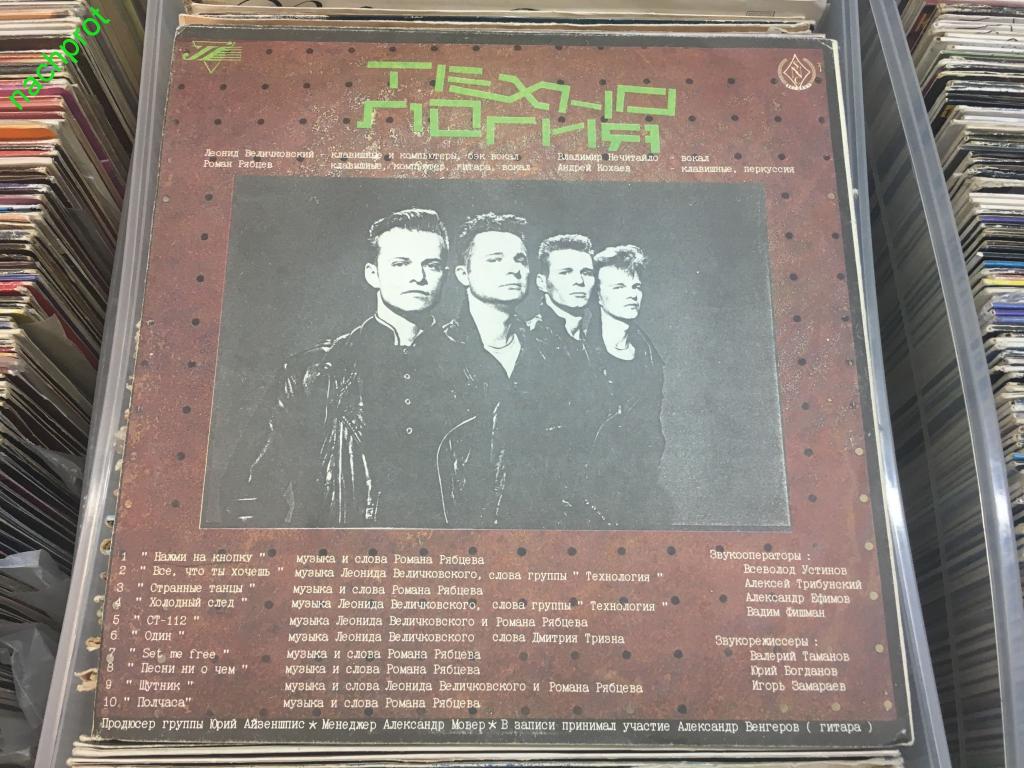 nachprot
ТЕХНО
ЛОГИЯ
Леонид Величковский - клавишные и компьютеры, бэк вокал Владимир Нечитайло - вокал
Роман Рябцев - клавишные, компьютер, гитара, вокал Андрей Кохаев - клавишные, перкуссия
1 " Нажми на кнопку " музыка и слова Романа Рябцева
2 " Все, что ты хочешь " музыка Леонида Величковского, слова группы " Технология "
3 " Странные танцы " музыка и слова Романа Рябцева
4 " Холодный след " музыка Леонида Величковского, слова группы " Технология "
5 " СТ-112 " музыка Леонида Величковского и Романа Рябцева
6 " Один " музыка Леонида Величковского слова Дмитрия Тризна
7 " Set me free " музыка и слова Романа Рябцева
8 " Песни ни о чем " музыка и слова Романа Рябцева
9 " Шутник " музыка и слова Леонида Величковского и Романа Рябцева
10 " Полчаса" музыка и слова Романа Рябцева
Звукооператоры :
Всеволод Устинов
Алексей Трибунский
Александр Ефимов
Вадим Фишман
Звукорежиссеры :
Валерий Таманов
Юрий Богданов
Игорь Замараев
Продюсер группы Юрий Айзеншпис ★ Менеджер Александр Мовер ★ В записи принимал участие Александр Венгеров ( гитара )